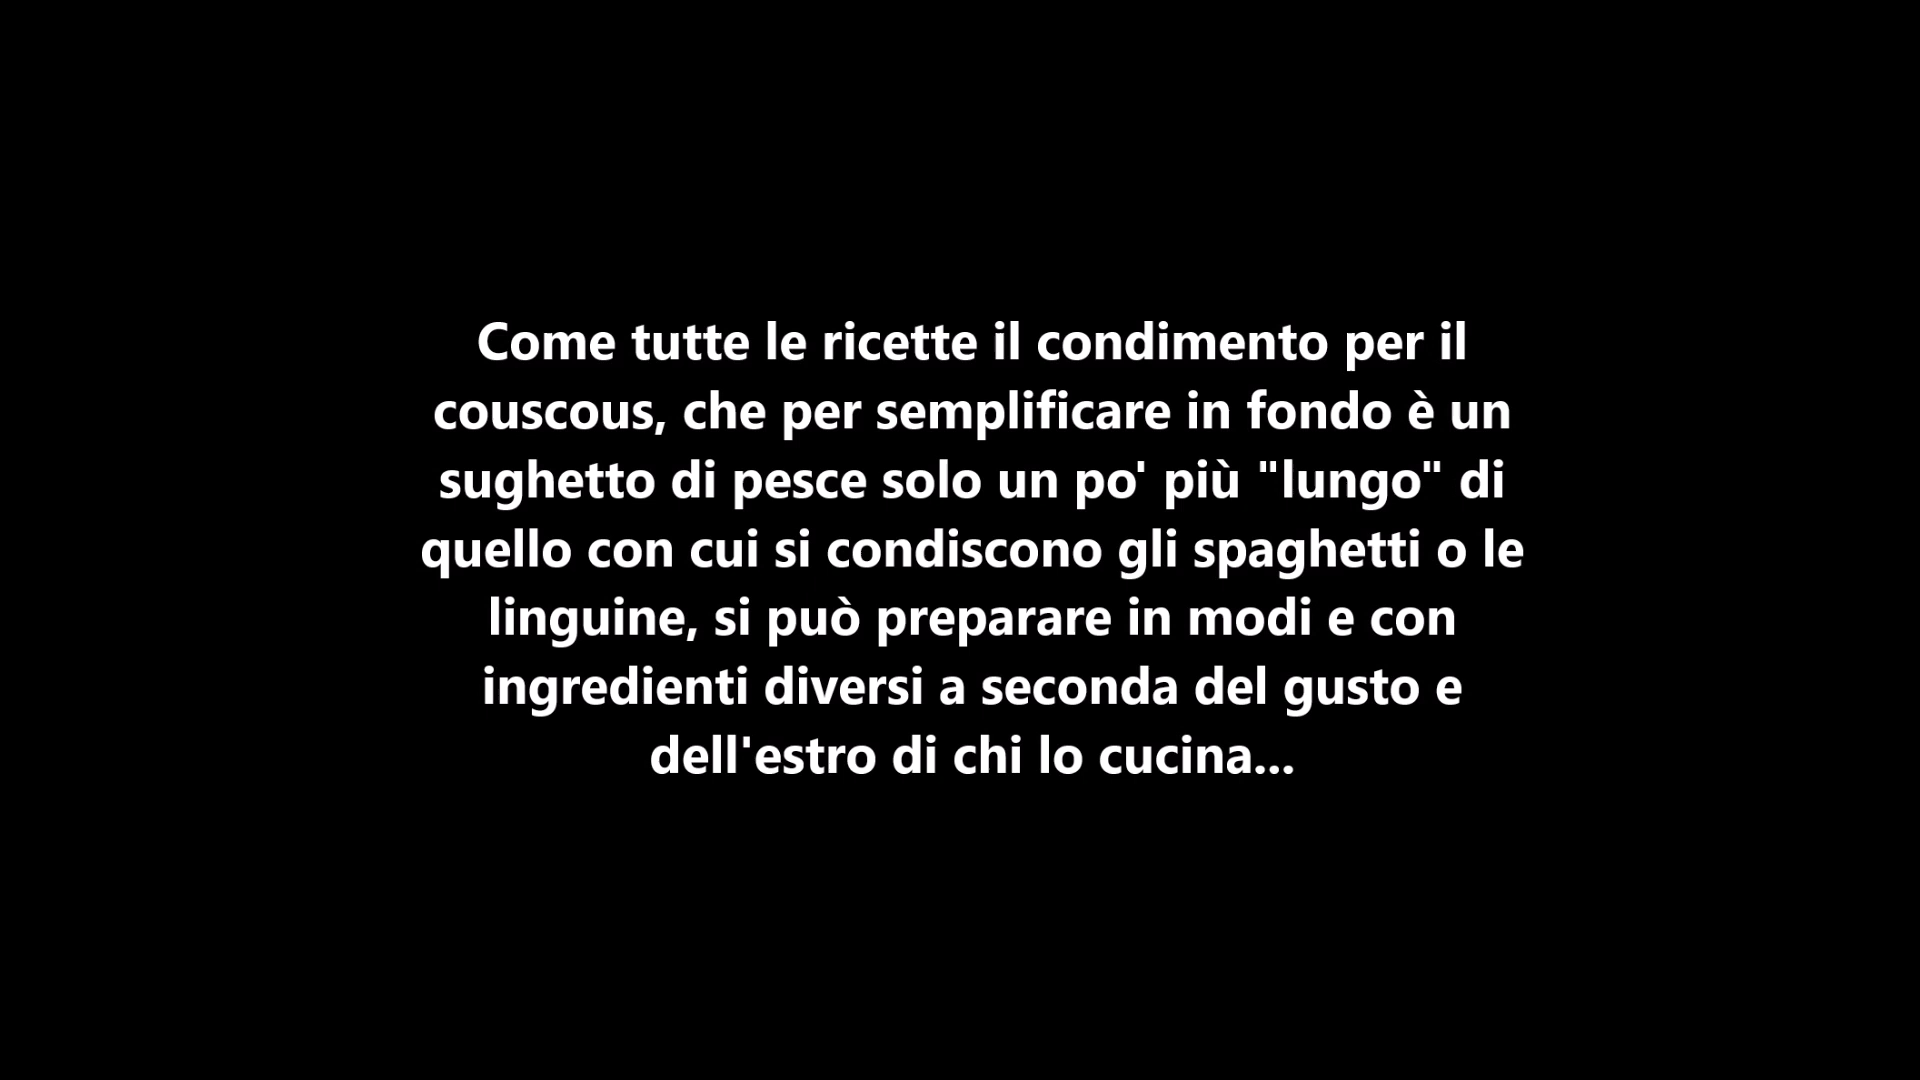 Come tutte le ricette il condimento per il
couscous, che per semplificare in fondo è un
sughetto di pesce solo un po' più "lungo" di
quello con cui si condiscono gli spaghetti o le
linguine, si può preparare in modi e con
ingredienti diversi a seconda del gusto e
dell'estro di chi lo cucina...